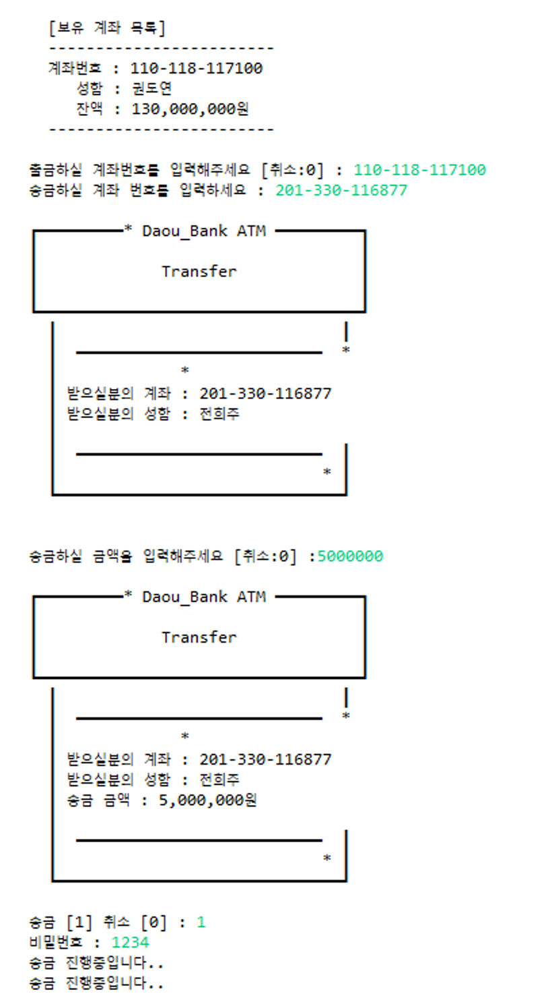 [보유 계좌 목록]
------------------------
계좌번호 : 110-118-117100
성함 : 권도연
잔액 : 130,000,000원
------------------------
출금하실 계좌번호를 입력해주세요 [취소:0] : 110-118-117100
송금하실 계좌 번호를 입력하세요 : 201-330-116877
* Daou_Bank ATM
Transfer
*
*
받으실분의 계좌 : 201-330-116877
받으실분의 성함 : 전희주
*
송금하실 금액을 입력해주세요 [취소:0] :5000000
* Daou_Bank ATM
Transfer
*
*
받으실분의 계좌 : 201-330-116877
받으실분의 성함 : 전희주
송금 금액 : 5,000,000원
*
송금 [1] 취소 [0] : 1
비밀번호 : 1234
송금 진행중입니다..
송금 진행중입니다..